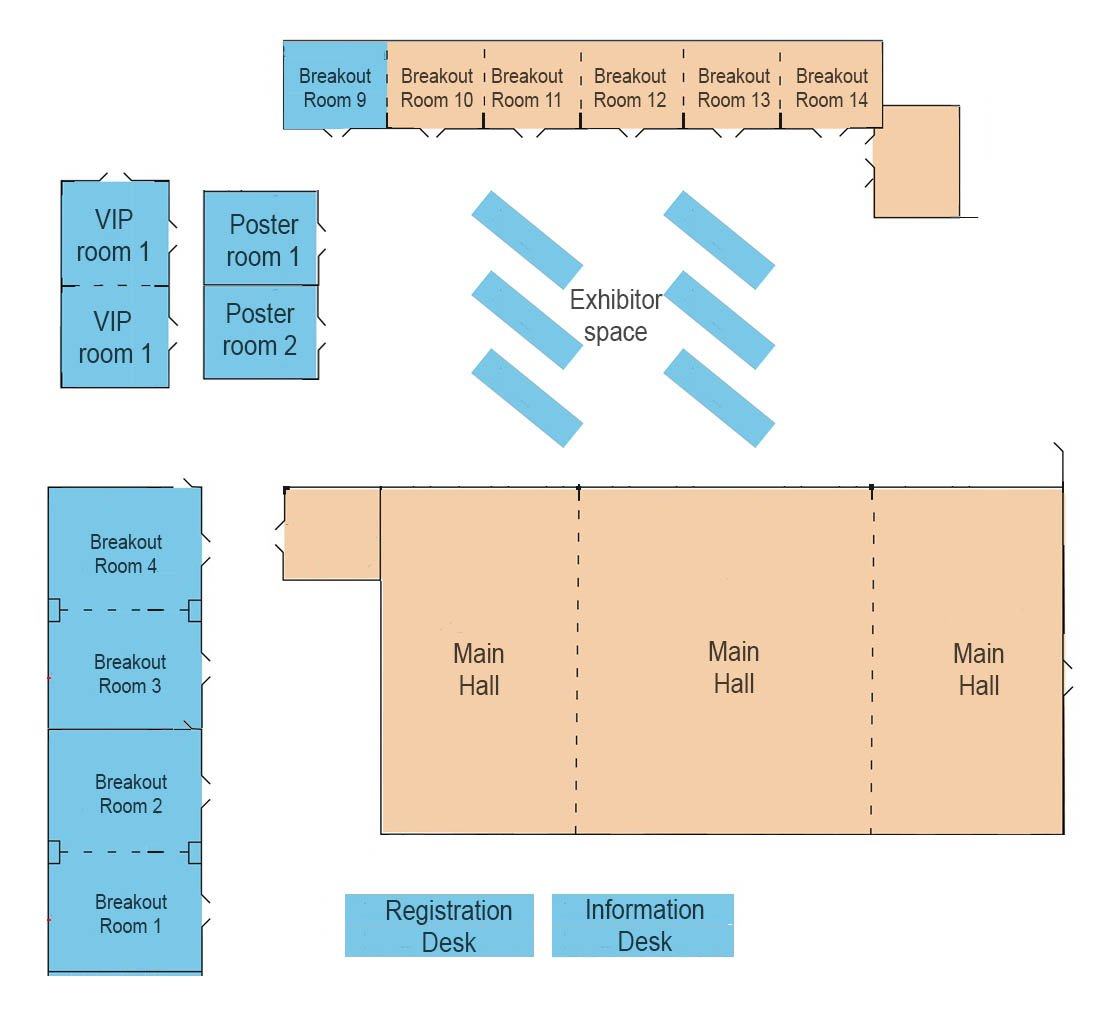 Breakout
Room 9
Breakout
Room 10
Breakout
Room 11
Breakout
Room 12
Breakout
Room 13
Breakout
Room 14
VIP
room 1
Poster
room 1
VIP
room 1
Poster
room 2
Exhibitor
space
Breakout
Room 4
Breakout
Room 3
Breakout
Room 2
Breakout
Room 1
Main
Hall
Main
Hall
Main
Hall
Registration
Desk
Information
Desk